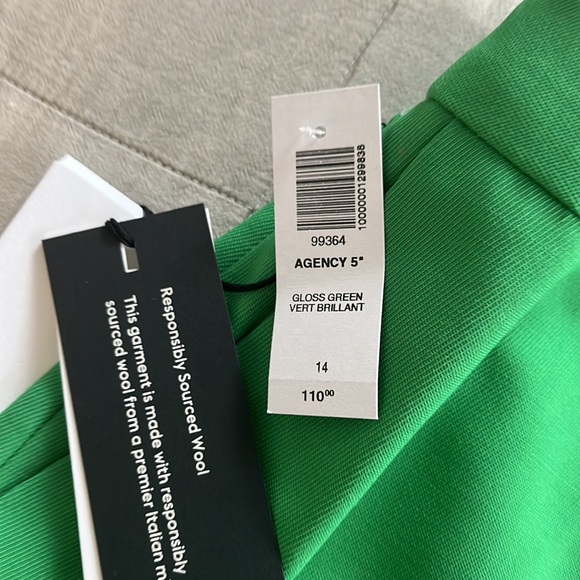 10000001299838
99364
AGENCY 5"
GLOSS GREEN
VERT BRILLANT
14
110⁰⁰
Responsibly Sourced Wool
This garment is made with responsibly
sourced wool from a premier Italian